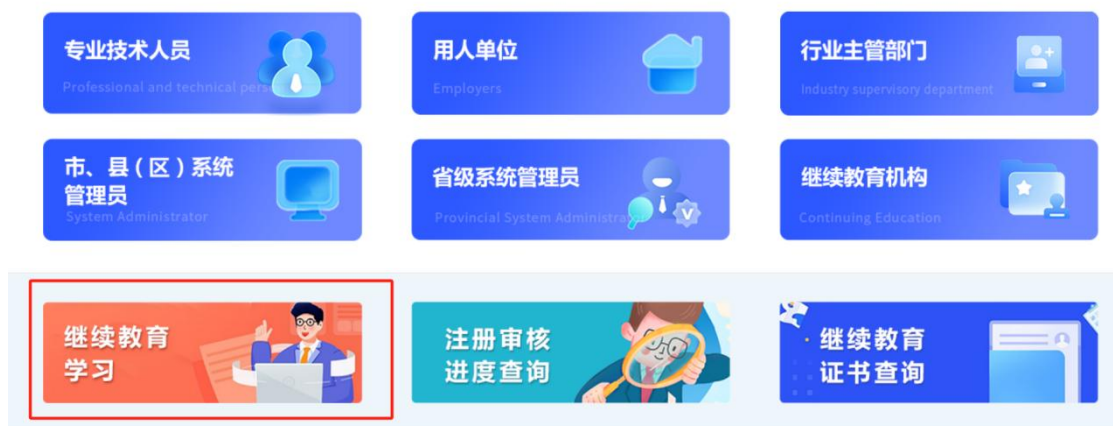 专业技术人员
Professional and technical pers
用人单位
Employers
行业主管部门
Industry supervisory department
市、县(区)系统
管理员
System Administrator
省级系统管理员
Provincial System Administrator
继续教育机构
Continuing Education
继续教育
学习
注册审核
进度查询
继续教育
证书查询